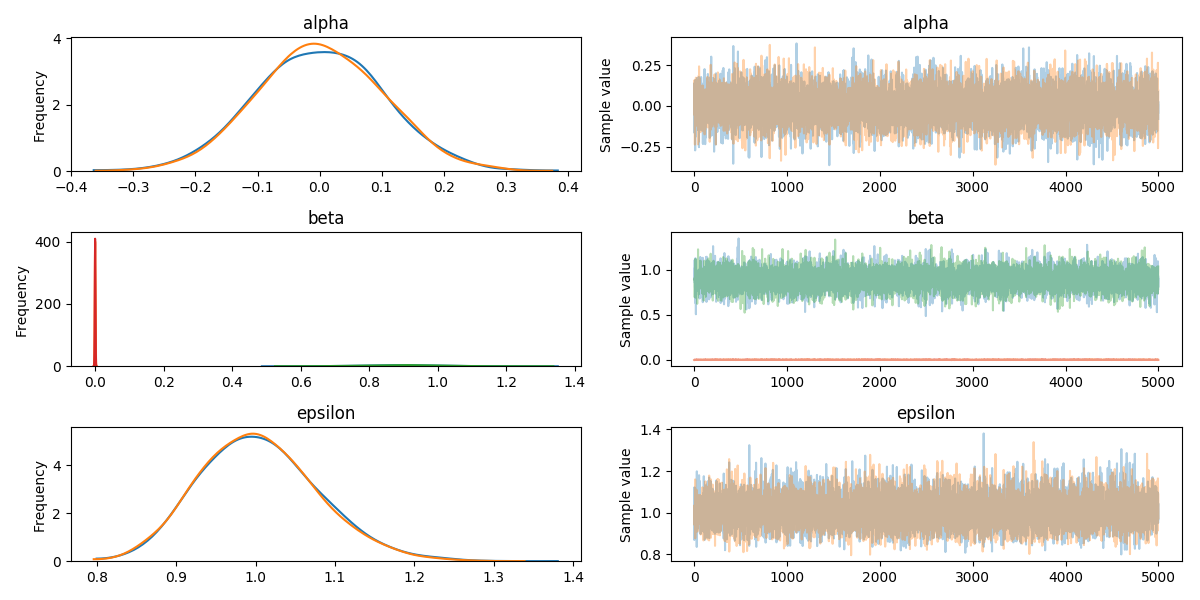 alpha
Frequency
4
2
0
−0.4 −0.3 −0.2 −0.1 0.0 0.1 0.2 0.3 0.4
alpha
Sample value
0.25
0.00
−0.25
0 1000 2000 3000 4000 5000
beta
Frequency
400
200
0
0.0 0.2 0.4 0.6 0.8 1.0 1.2 1.4
beta
Sample value
1.0
0.5
0.0
0 1000 2000 3000 4000 5000
epsilon
Frequency
4
2
0
0.8 0.9 1.0 1.1 1.2 1.3 1.4
epsilon
Sample value
1.4
1.2
1.0
0.8
0 1000 2000 3000 4000 5000